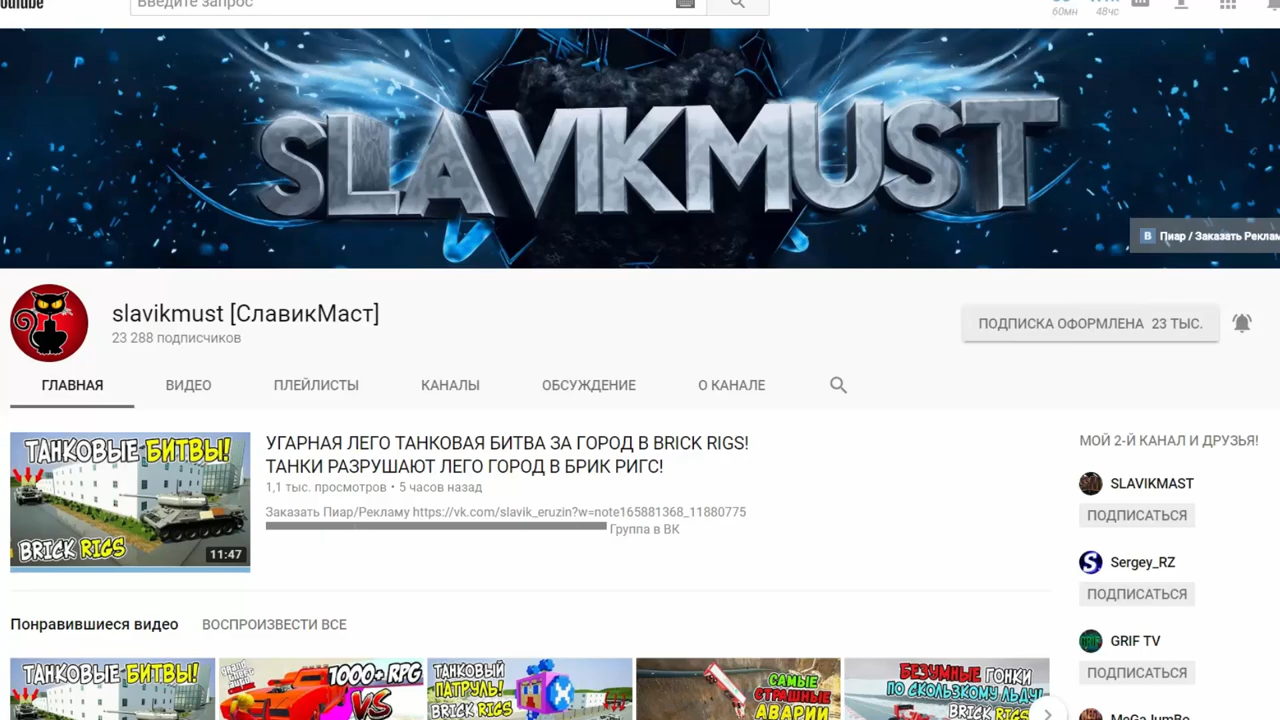 Введите запрос
60мн 48чс
SLAVIKMUST
В Пиар / Заказать Реклам
slavikmust [СлавикМаст]
23 288 подписчиков
ПОДПИСКА ОФОРМЛЕНА 23 ТЫС.
ГЛАВНАЯ ВИДЕО ПЛЕЙЛИСТЫ КАНАЛЫ ОБСУЖДЕНИЕ О КАНАЛЕ
ТАНКОВЫЕ БИТВЫ!
BRICK RIGS
11:47
УГАРНАЯ ЛЕГО ТАНКОВАЯ БИТВА ЗА ГОРОД В BRICK RIGS!
ТАНКИ РАЗРУШАЮТ ЛЕГО ГОРОД В БРИК РИГС!
1,1 тыс. просмотров • 5 часов назад
Заказать Пиар/Рекламу https://vk.com/slavik_eruzin?w=note165881368_11880775
Группа в ВК
МОЙ 2-Й КАНАЛ И ДРУЗЬЯ!
SLAVIKMAST
ПОДПИСАТЬСЯ
Sergey_RZ
ПОДПИСАТЬСЯ
GRIF TV
ПОДПИСАТЬСЯ
MeGaJumBo
Понравившиеся видео ВОСПРОИЗВЕСТИ ВСЕ
ТАНКОВЫЕ БИТВЫ!
1000+RPG
VS
ТАНКОВЫЙ
ПАТРУЛЬ!
BRICK RIGS
САМЫЕ
СТРАШНЫЕ
АВАРИИ
БЕЗУМНЫЕ ГОНКИ
ПО СКОЛЬЗКОМУ ЛЬДУ!
BRICK RIGS